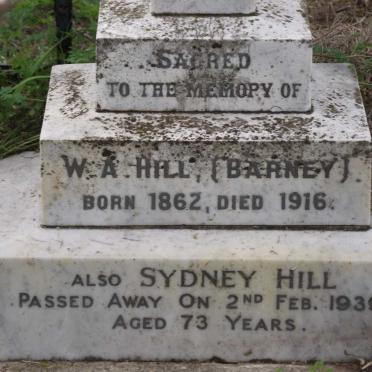 SACRED
TO THE MEMORY OF
W. A. HILL, (BARNEY).
BORN 1862, DIED 1916.
ALSO SYDNEY HILL
PASSED AWAY ON 2ND FEB. 1939
AGED 73 YEARS.